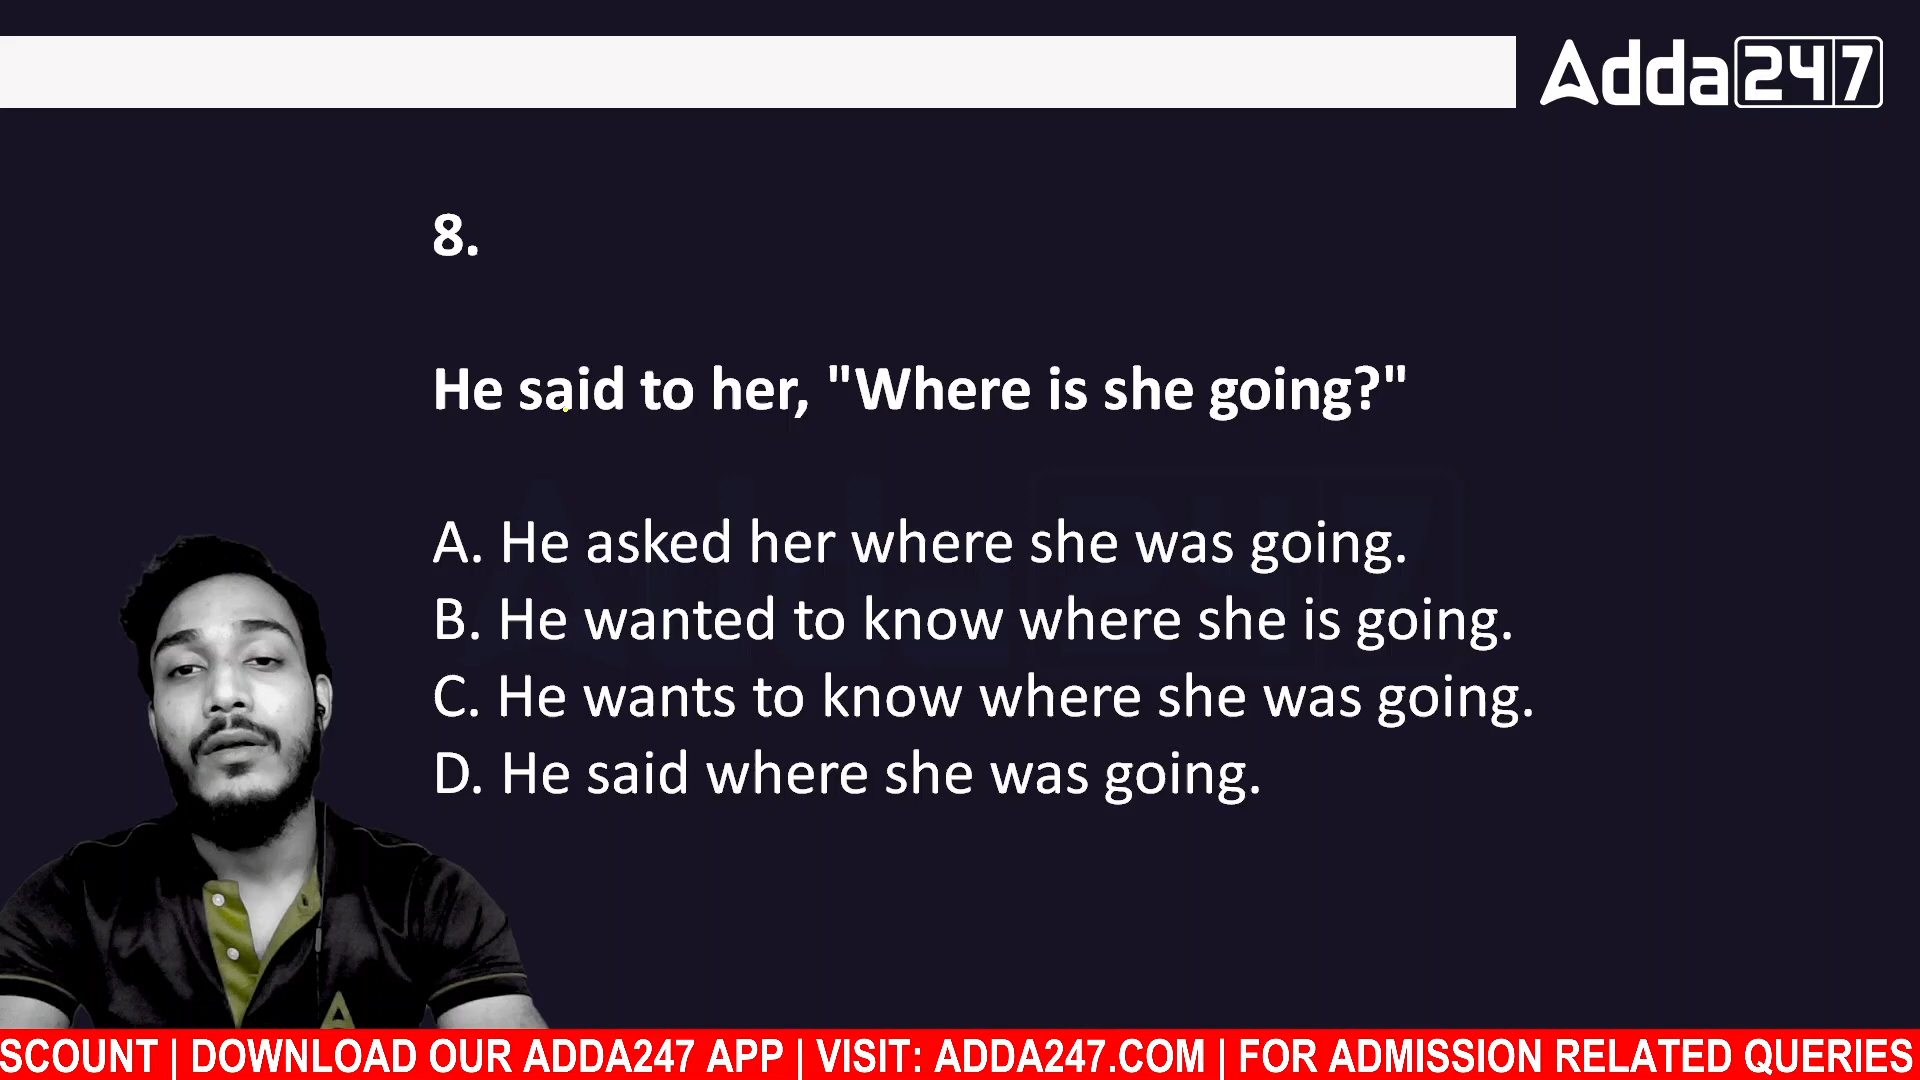 Adda247
8.
He said to her, "Where is she going?"
A. He asked her where she was going.
B. He wanted to know where she is going.
C. He wants to know where she was going.
D. He said where she was going.
SCOUNT | DOWNLOAD OUR ADDA247 APP | VISIT: ADDA247.COM | FOR ADMISSION RELATED QUERIES